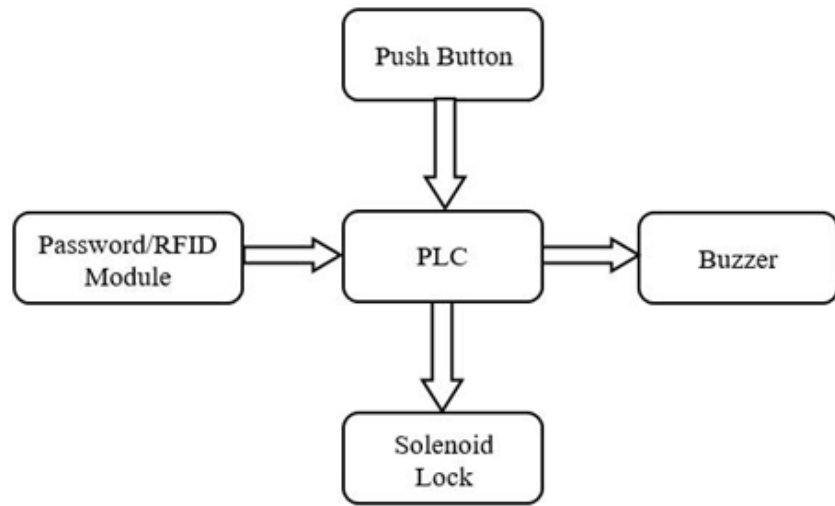 Push Button
Password/RFID
Module
PLC
Buzzer
Solenoid
Lock